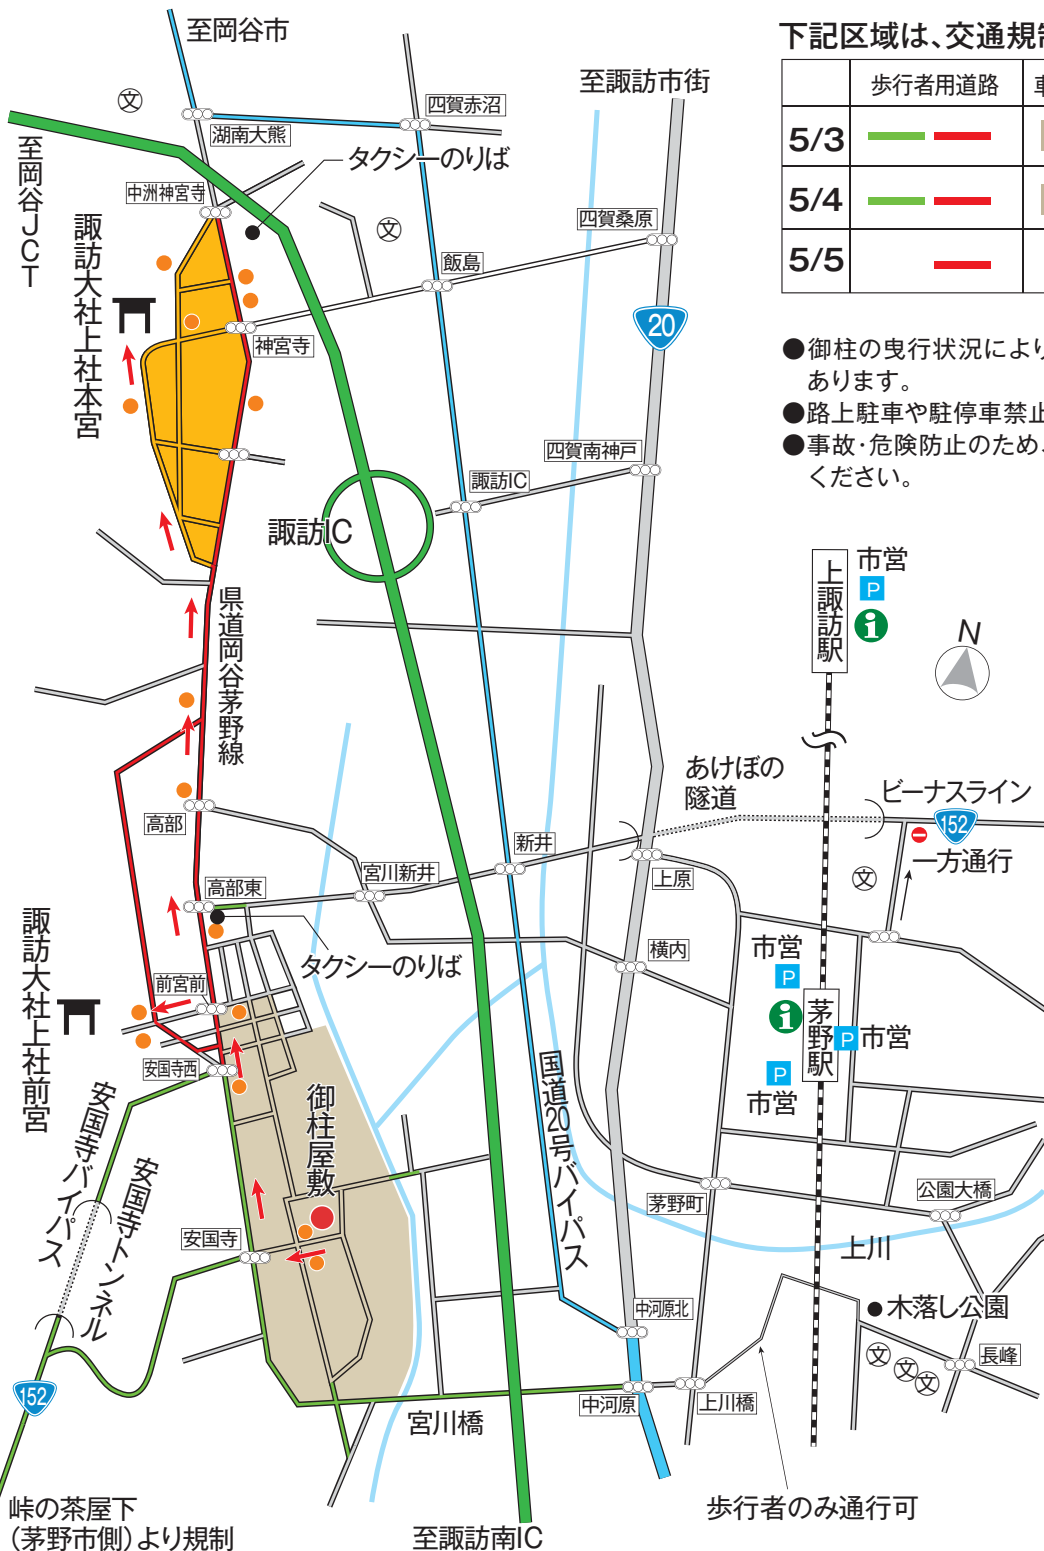 至岡谷市
文
湖南大熊
四賀赤沼
至諏訪市街
下記区域は、交通規
歩行者用道路
5/3
5/4
5/5
●御柱の曳行状況により
あります。
●路上駐車や駐停車禁止
●事故・危険防止のため、
ください。
至岡谷JCT
中洲神宮寺
タクシーのりば
文
四賀桑原
飯島
20
諏訪大社上社本宮
神宮寺
四賀南神戸
諏訪IC
諏訪IC
上諏訪駅
市営
P
i
N
県道岡谷茅野線
あけぼの
隧道
ビーナスライン
152
一方通行
高部
新井
宮川新井
上原
文
高部東
タクシーのりば
横内
市営
P
i
茅野駅
P市営
P
市営
諏訪大社上社前宮
前宮前
安国寺西
安国寺バイパス
安国寺トンネル
御柱屋敷
国道20号バイパス
安国寺
茅野町
公園大橋
上川
中河原北
●木落し公園
文
文
文
長峰
152
宮川橋
中河原
上川橋
歩行者のみ通行可
峠の茶屋下
(茅野市側)より規制
至諏訪南IC